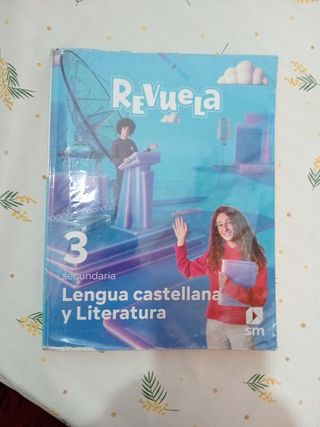 REVUELA
3
secundaria
Lengua castellana
y Literatura
sm